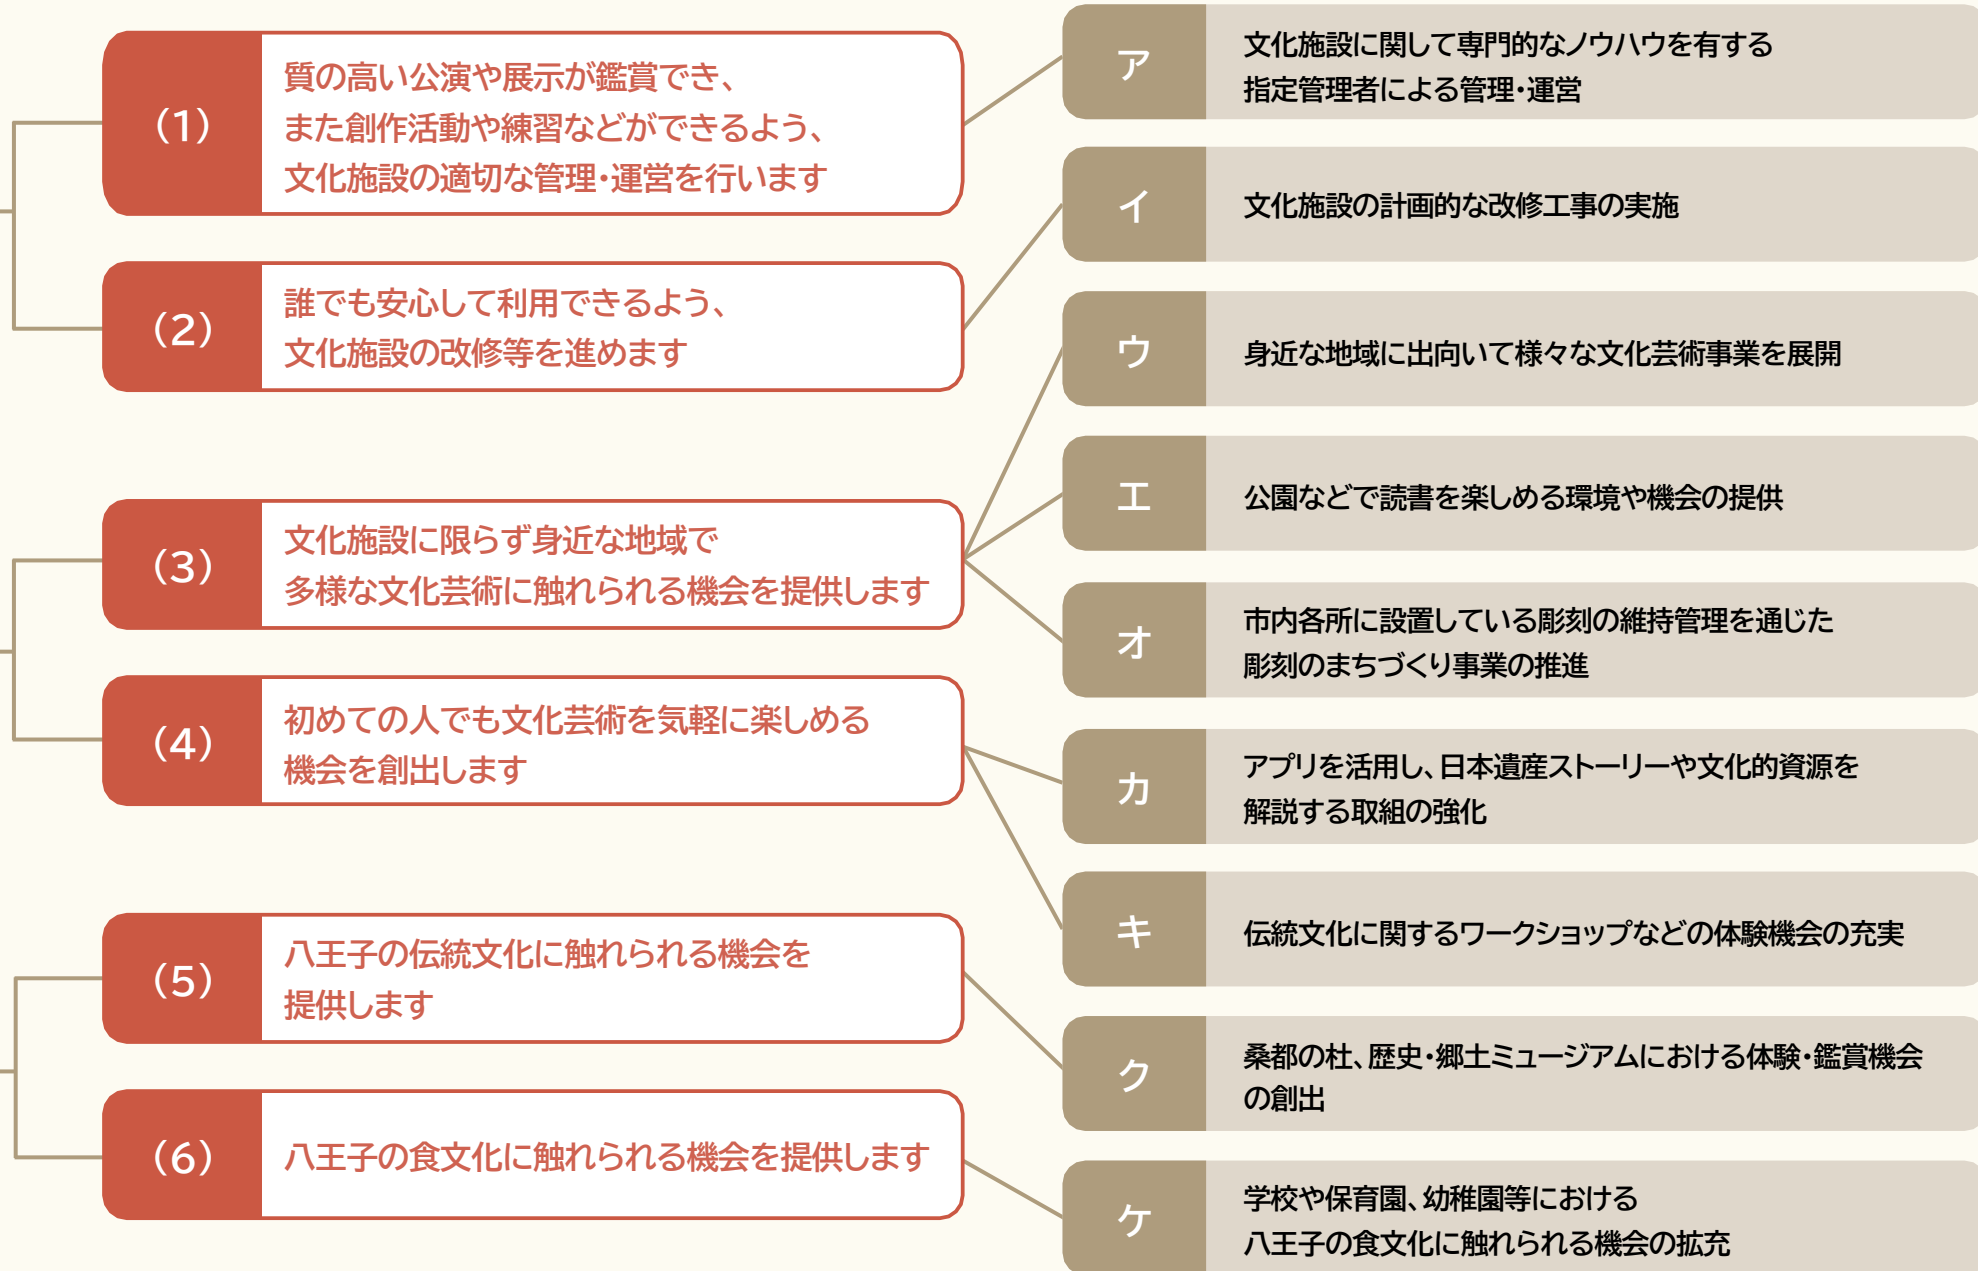 (1)
質の高い公演や展示が鑑賞でき、
また創作活動や練習などができるよう、
文化施設の適切な管理・運営を行います
(2)
誰でも安心して利用できるよう、
文化施設の改修等を進めます
(3)
文化施設に限らず身近な地域で
多様な文化芸術に触れられる機会を提供します
(4)
初めての人でも文化芸術を気軽に楽しめる
機会を創出します
(5)
八王子の伝統文化に触れられる機会を
提供します
(6)
八王子の食文化に触れられる機会を提供します
ア
文化施設に関して専門的なノウハウを有する
指定管理者による管理・運営
イ
文化施設の計画的な改修工事の実施
ウ
身近な地域に出向いて様々な文化芸術事業を展開
エ
公園などで読書を楽しめる環境や機会の提供
オ
市内各所に設置している彫刻の維持管理を通じた
彫刻のまちづくり事業の推進
カ
アプリを活用し、日本遺産ストーリーや文化的資源を
解説する取組の強化
キ
伝統文化に関するワークショップなどの体験機会の充実
ク
桑都の杜、歴史・郷土ミュージアムにおける体験・鑑賞機会
の創出
ケ
学校や保育園、幼稚園等における
八王子の食文化に触れられる機会の拡充